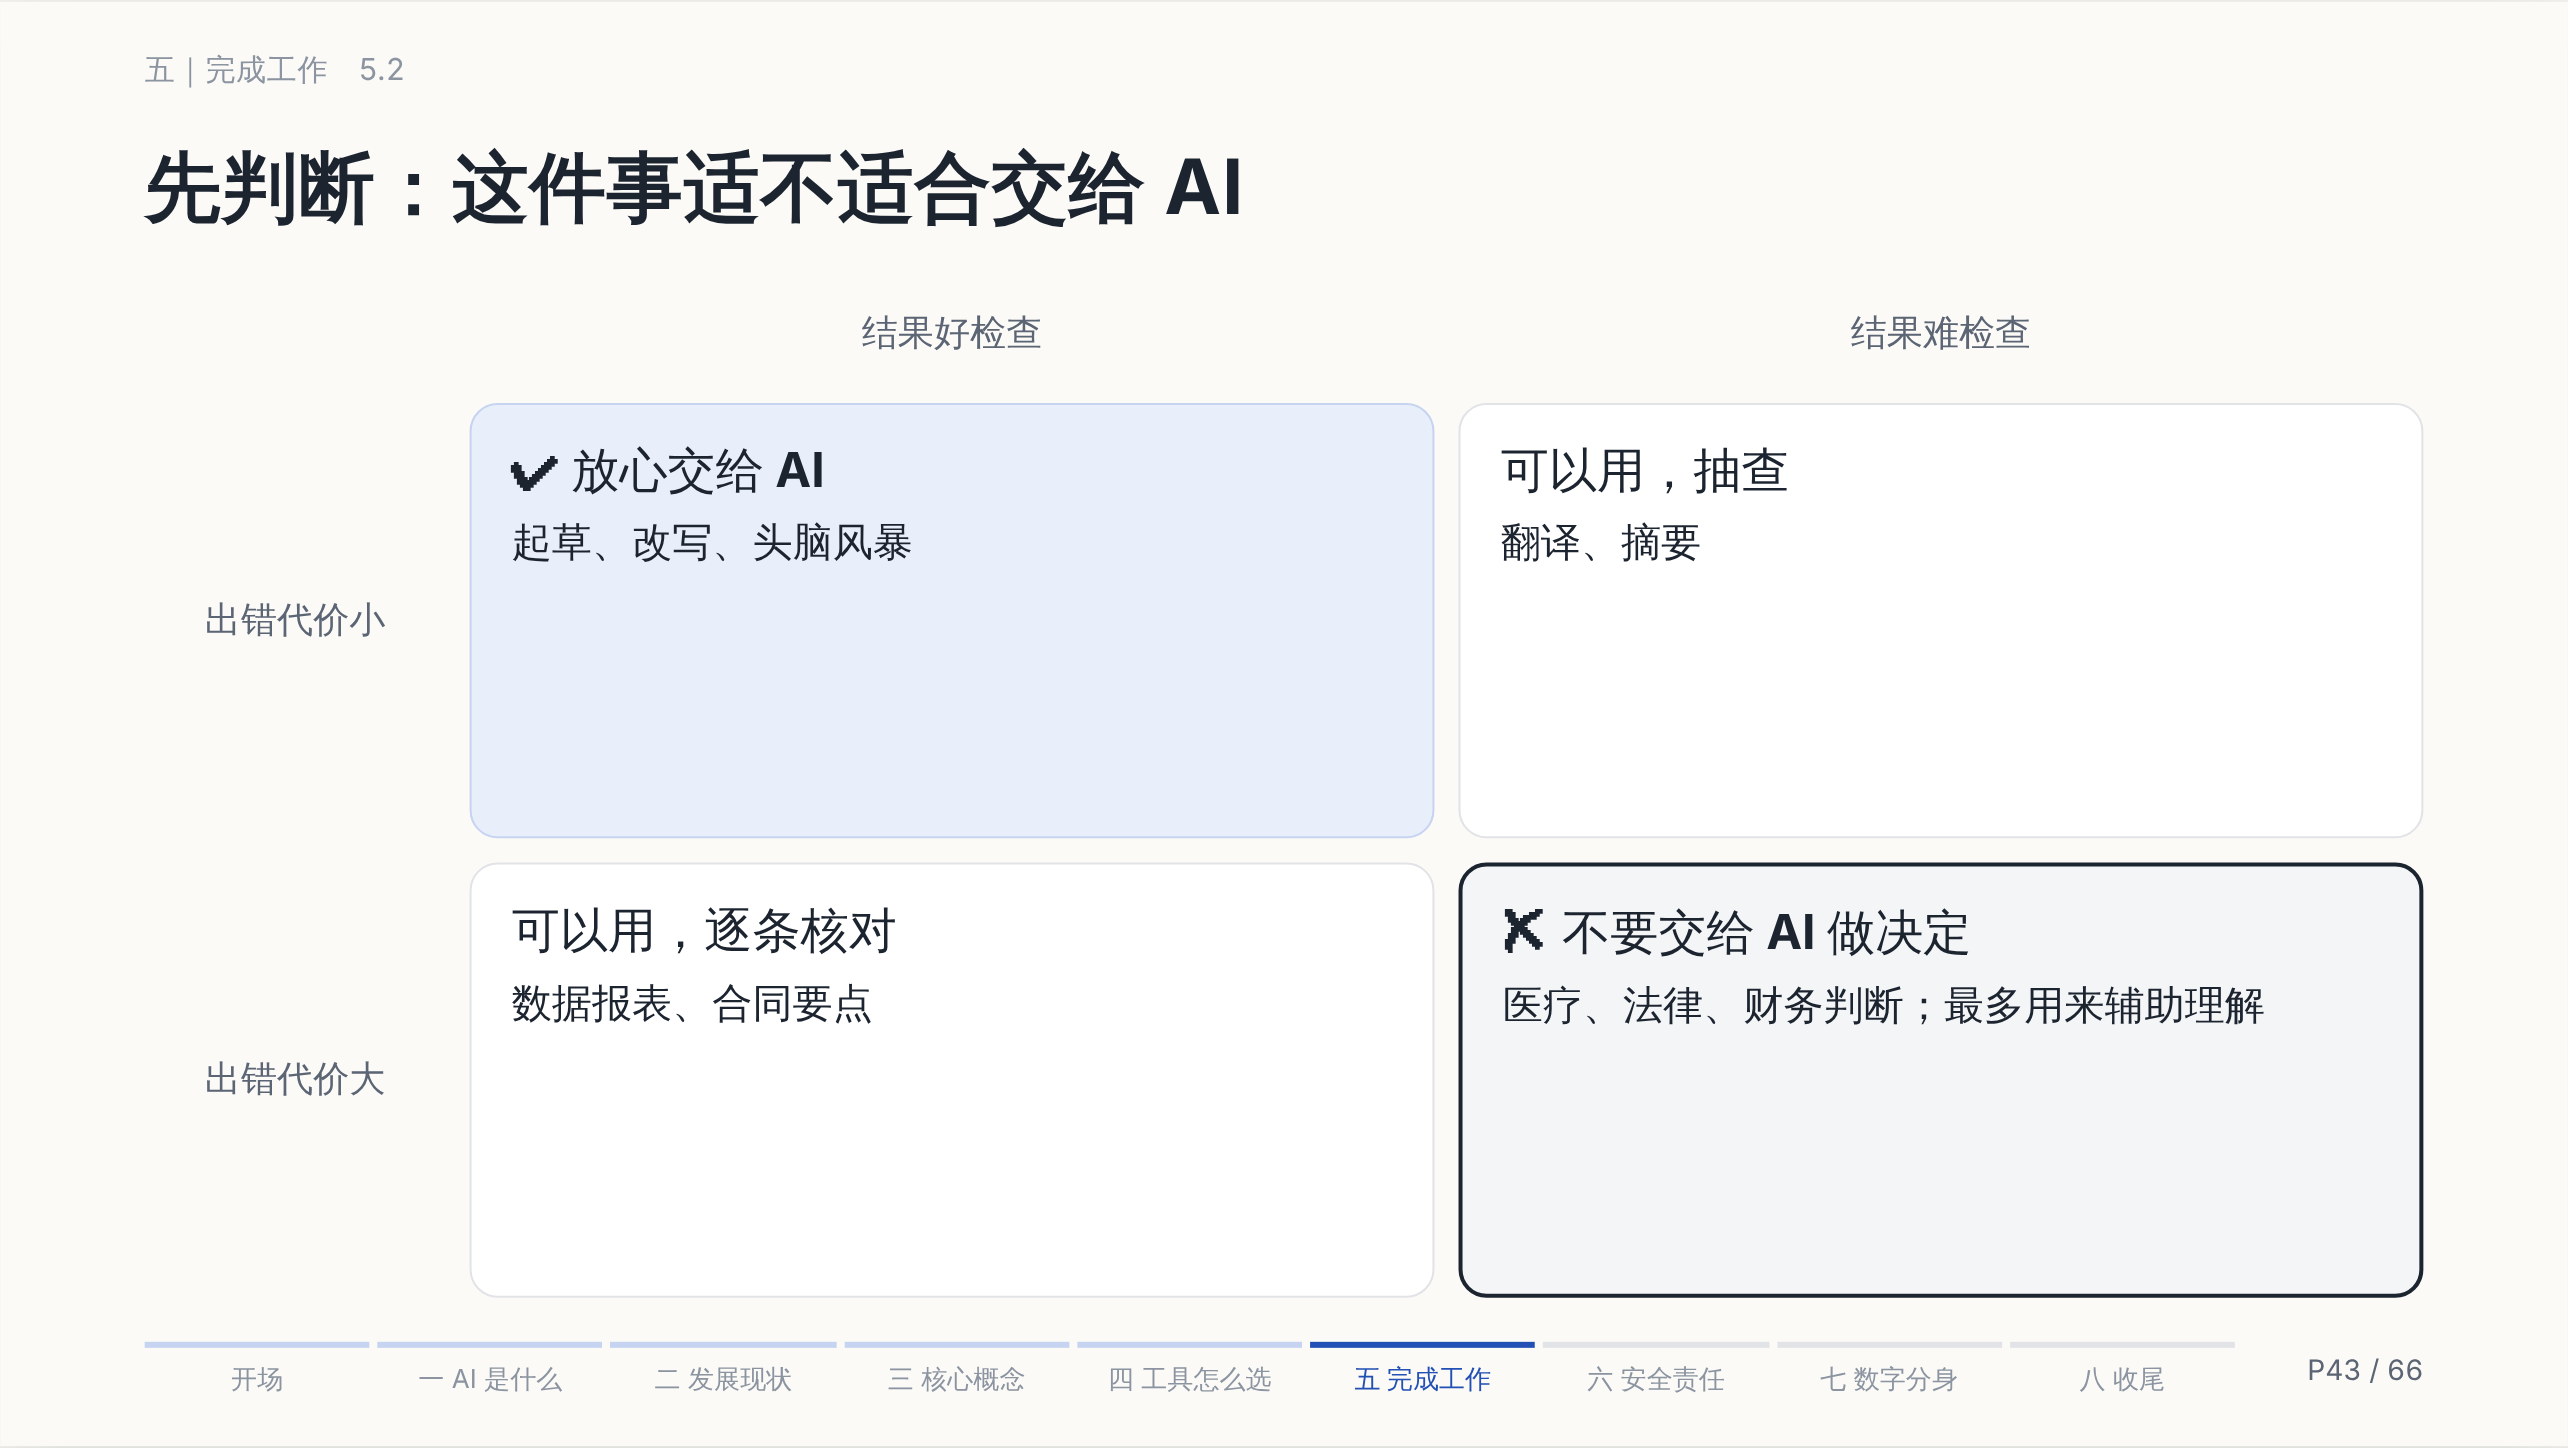 五｜完成工作 5.2
先判断：这件事适不适合交给 AI
结果好检查
结果难检查
出错代价小
✔ 放心交给 AI
起草、改写、头脑风暴
可以用，抽查
翻译、摘要
出错代价大
可以用，逐条核对
数据报表、合同要点
✘ 不要交给 AI 做决定
医疗、法律、财务判断；最多用来辅助理解
开场
一 AI 是什么
二 发展现状
三 核心概念
四 工具怎么选
五 完成工作
六 安全责任
七 数字分身
八 收尾
P43 / 66